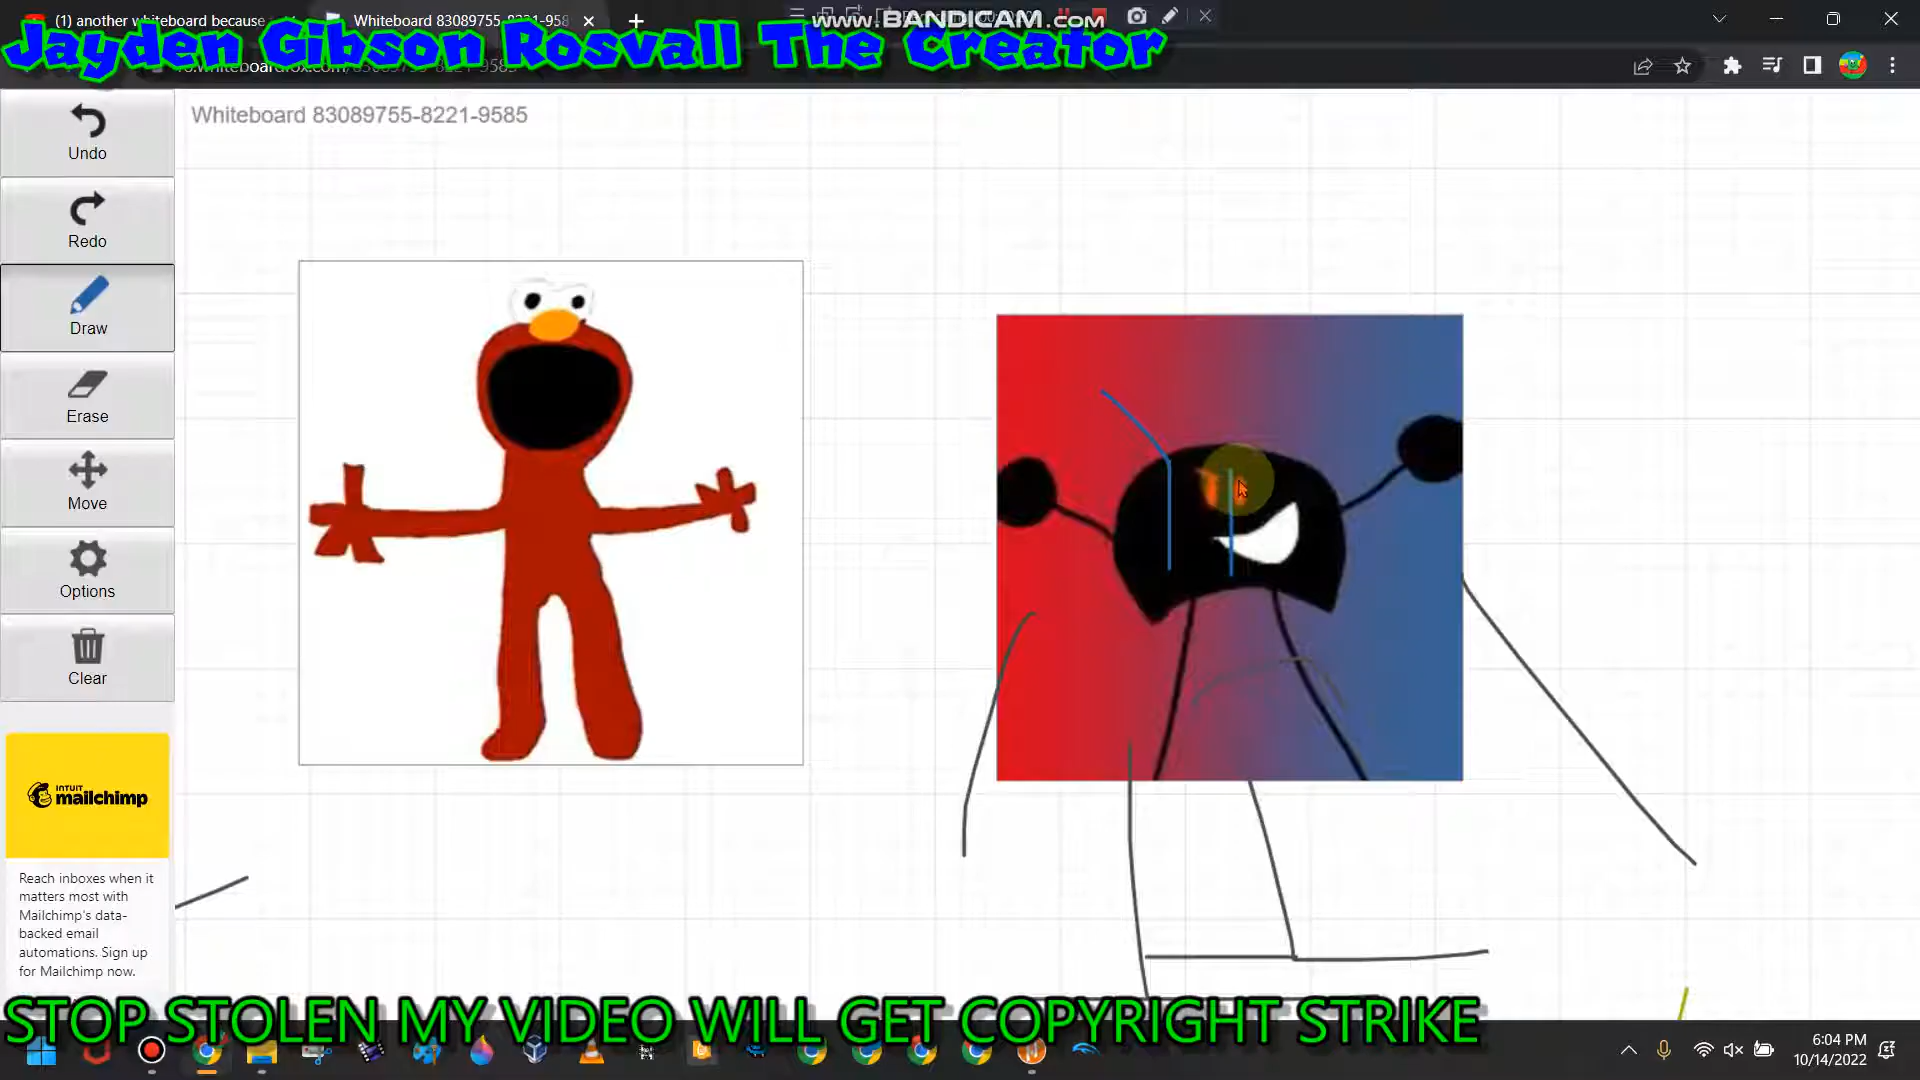 (1) another whiteboard because
Whiteboard 83089755-8221-958
www.BANDICAM.com
Jayden Gibson Rosvall The Creator
Whiteboard 83089755-8221-9585
Undo
Redo
Draw
Erase
Move
Options
Clear
INTUIT
mailchimp
Reach inboxes when it
matters most with
Mailchimp's data-
backed email
automations. Sign up
for Mailchimp now.
STOP STOLEN MY VIDEO WILL GET COPYRIGHT STRIKE
6:04 PM
10/14/2022